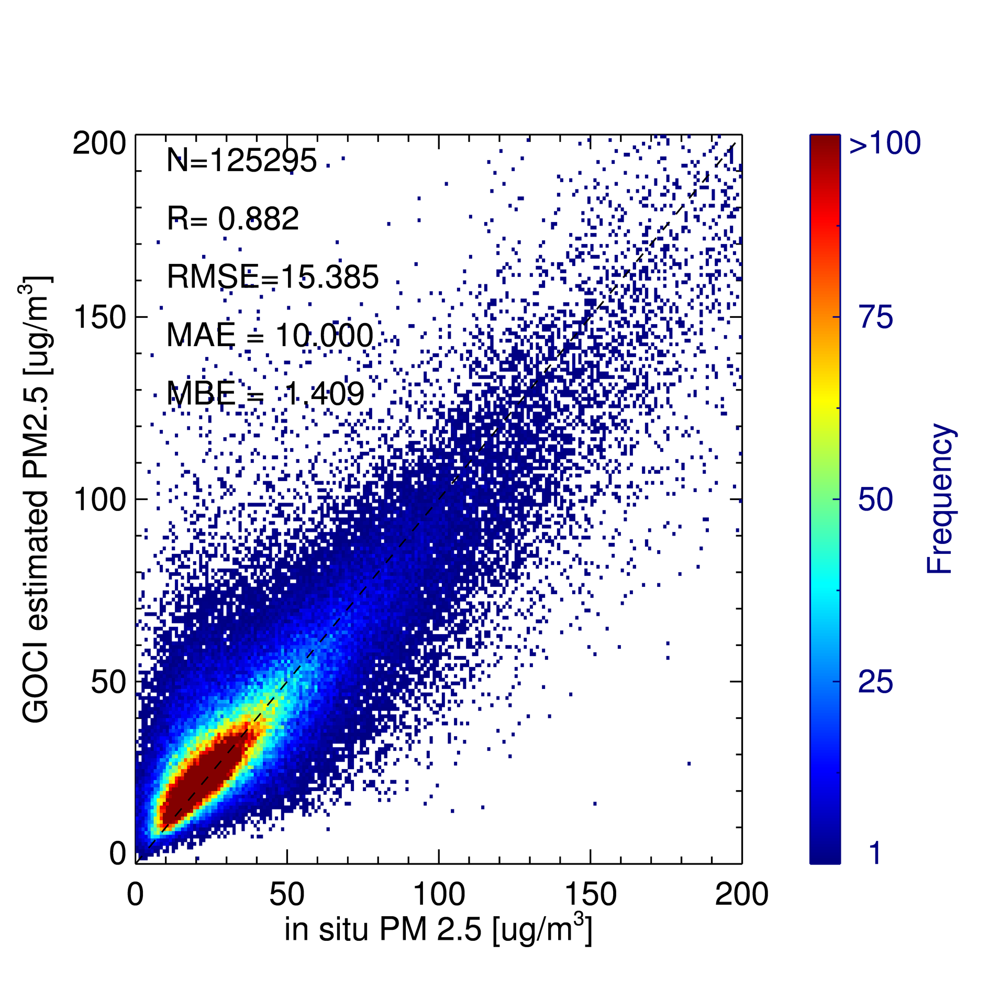 N=125295
R= 0.882
RMSE=15.385
MAE = 10.000
MBE = 1.409
GOCI estimated PM2.5 [ug/m³]
200
150
100
50
0
0 50 100 150 200
in situ PM 2.5 [ug/m³]
>100
75
50
25
1
Frequency